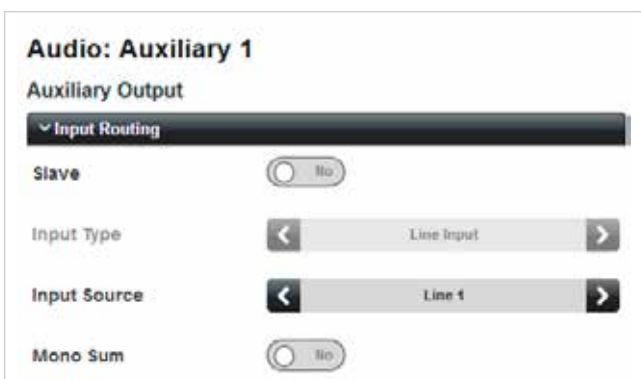 Audio: Auxiliary 1
Auxiliary Output
Input Routing
Slave No
Input Type Line Input
Input Source Line 1
Mono Sum No